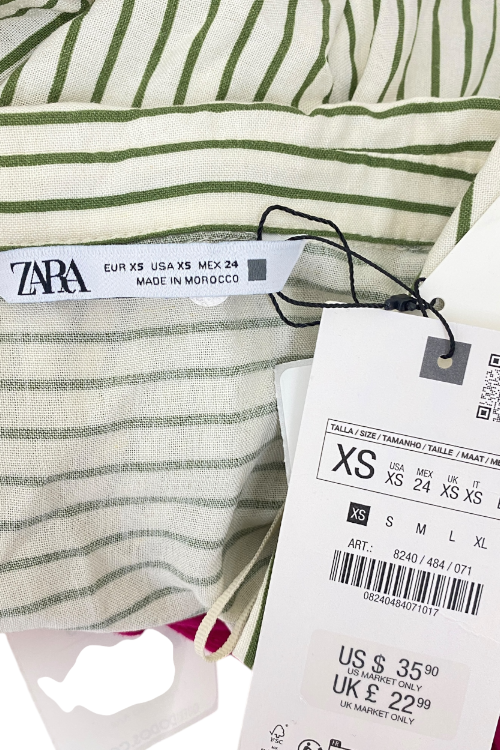 ZARA
EUR XS USA XS MEX 24
MADE IN MOROCCO
TALLA / SIZE / TAMANHO / TAILLE / MAAT /
XS
USA MEX UK IT
XS 24 XS XS
XS S M L XL
ART.: 8240 / 484 / 071
08240484071017
US $ 35 90
US MARKET ONLY
UK £ 22 99
UK MARKET ONLY
FSC